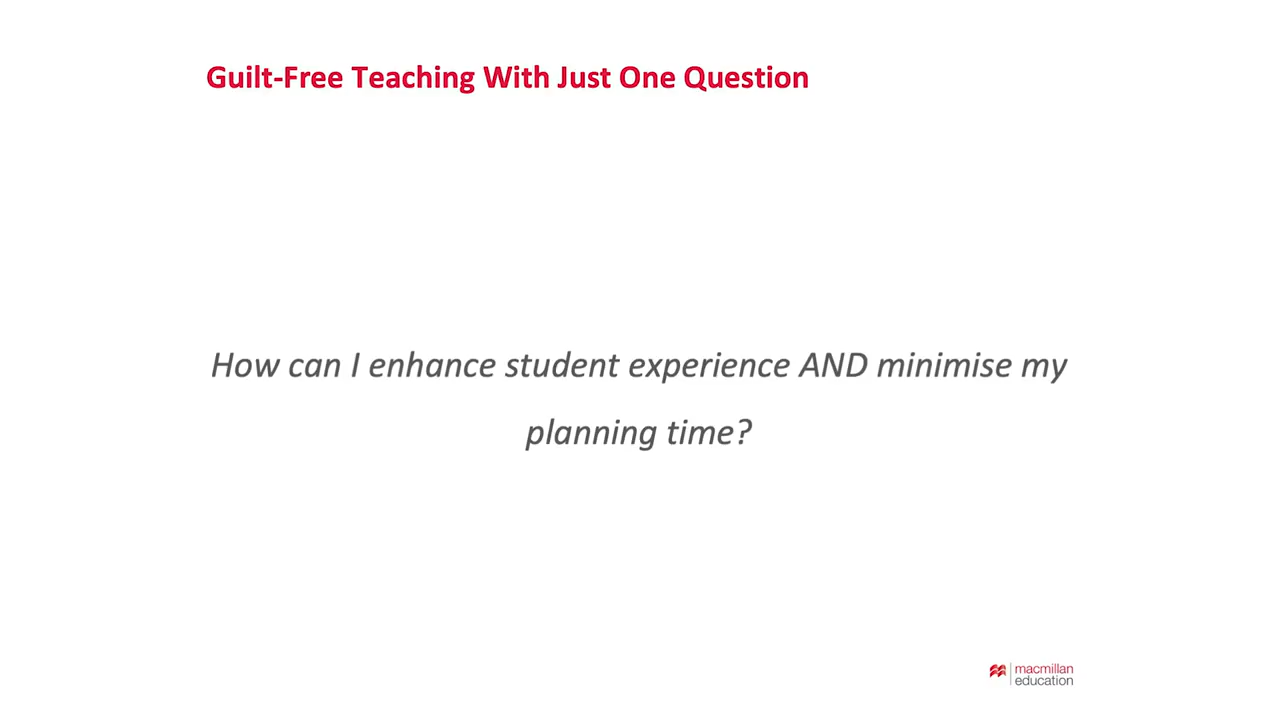 Guilt-Free Teaching With Just One Question
How can I enhance student experience AND minimise my
planning time?
macmillan
education